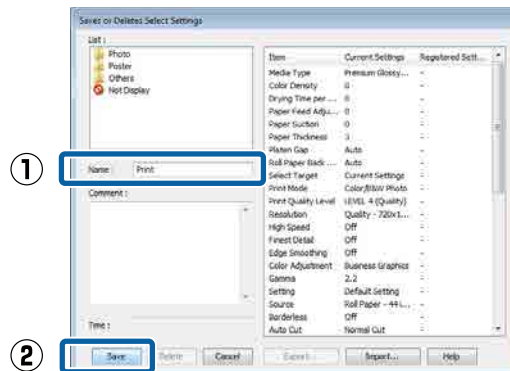 Saves or Deletes Select Settings
List :
Photo
Poster
Others
Not Display
① Name : Print
Comment :
Time :
② Save Delete Cancel Export... Import... Help
Item Current Settings Registered Sett...
Media Type Premium Glossy... -
Color Density 0 -
Drying Time per ... 0 -
Paper Feed Adju... 0 -
Paper Suction 0 -
Paper Thickness 3 -
Platen Gap Auto -
Roll Paper Back ... Auto -
Select Target Current Settings -
Print Mode Color/B&W Photo -
Print Quality Level LEVEL 4 (Quality) -
Resolution Quality - 720x1... -
High Speed Off -
Finest Detail Off -
Edge Smoothing Off -
Color Adjustment Business Graphics -
Gamma 2.2 -
Setting Default Setting -
Source Roll Paper - 44 i... -
Borderless Off -
Auto Cut Normal Cut -